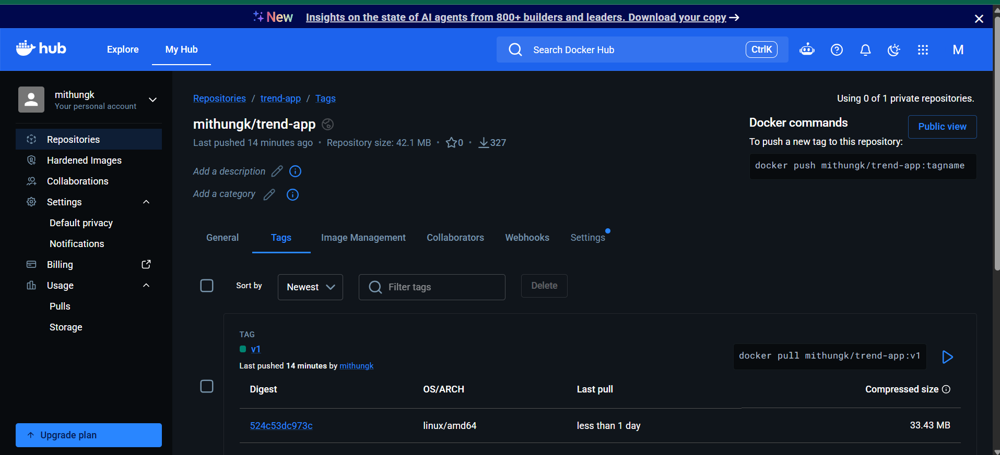 New Insights on the state of AI agents from 800+ builders and leaders. Download your copy →
hub
Explore
My Hub
Search Docker Hub
CtrlK
M
mithungk
Your personal account
Repositories
Hardened Images
Collaborations
Settings
Default privacy
Notifications
Billing
Usage
Pulls
Storage
Upgrade plan
Repositories / trend-app / Tags
Using 0 of 1 private repositories.
mithungk/trend-app
Last pushed 14 minutes ago • Repository size: 42.1 MB • 0 • 327
Add a description
Add a category
Docker commands
Public view
To push a new tag to this repository:
docker push mithungk/trend-app:tagname
General
Tags
Image Management
Collaborators
Webhooks
Settings
Sort by
Newest
Filter tags
Delete
TAG
v1
Last pushed 14 minutes by mithungk
docker pull mithungk/trend-app:v1
Digest OS/ARCH Last pull Compressed size
524c53dc973c linux/amd64 less than 1 day 33.43 MB